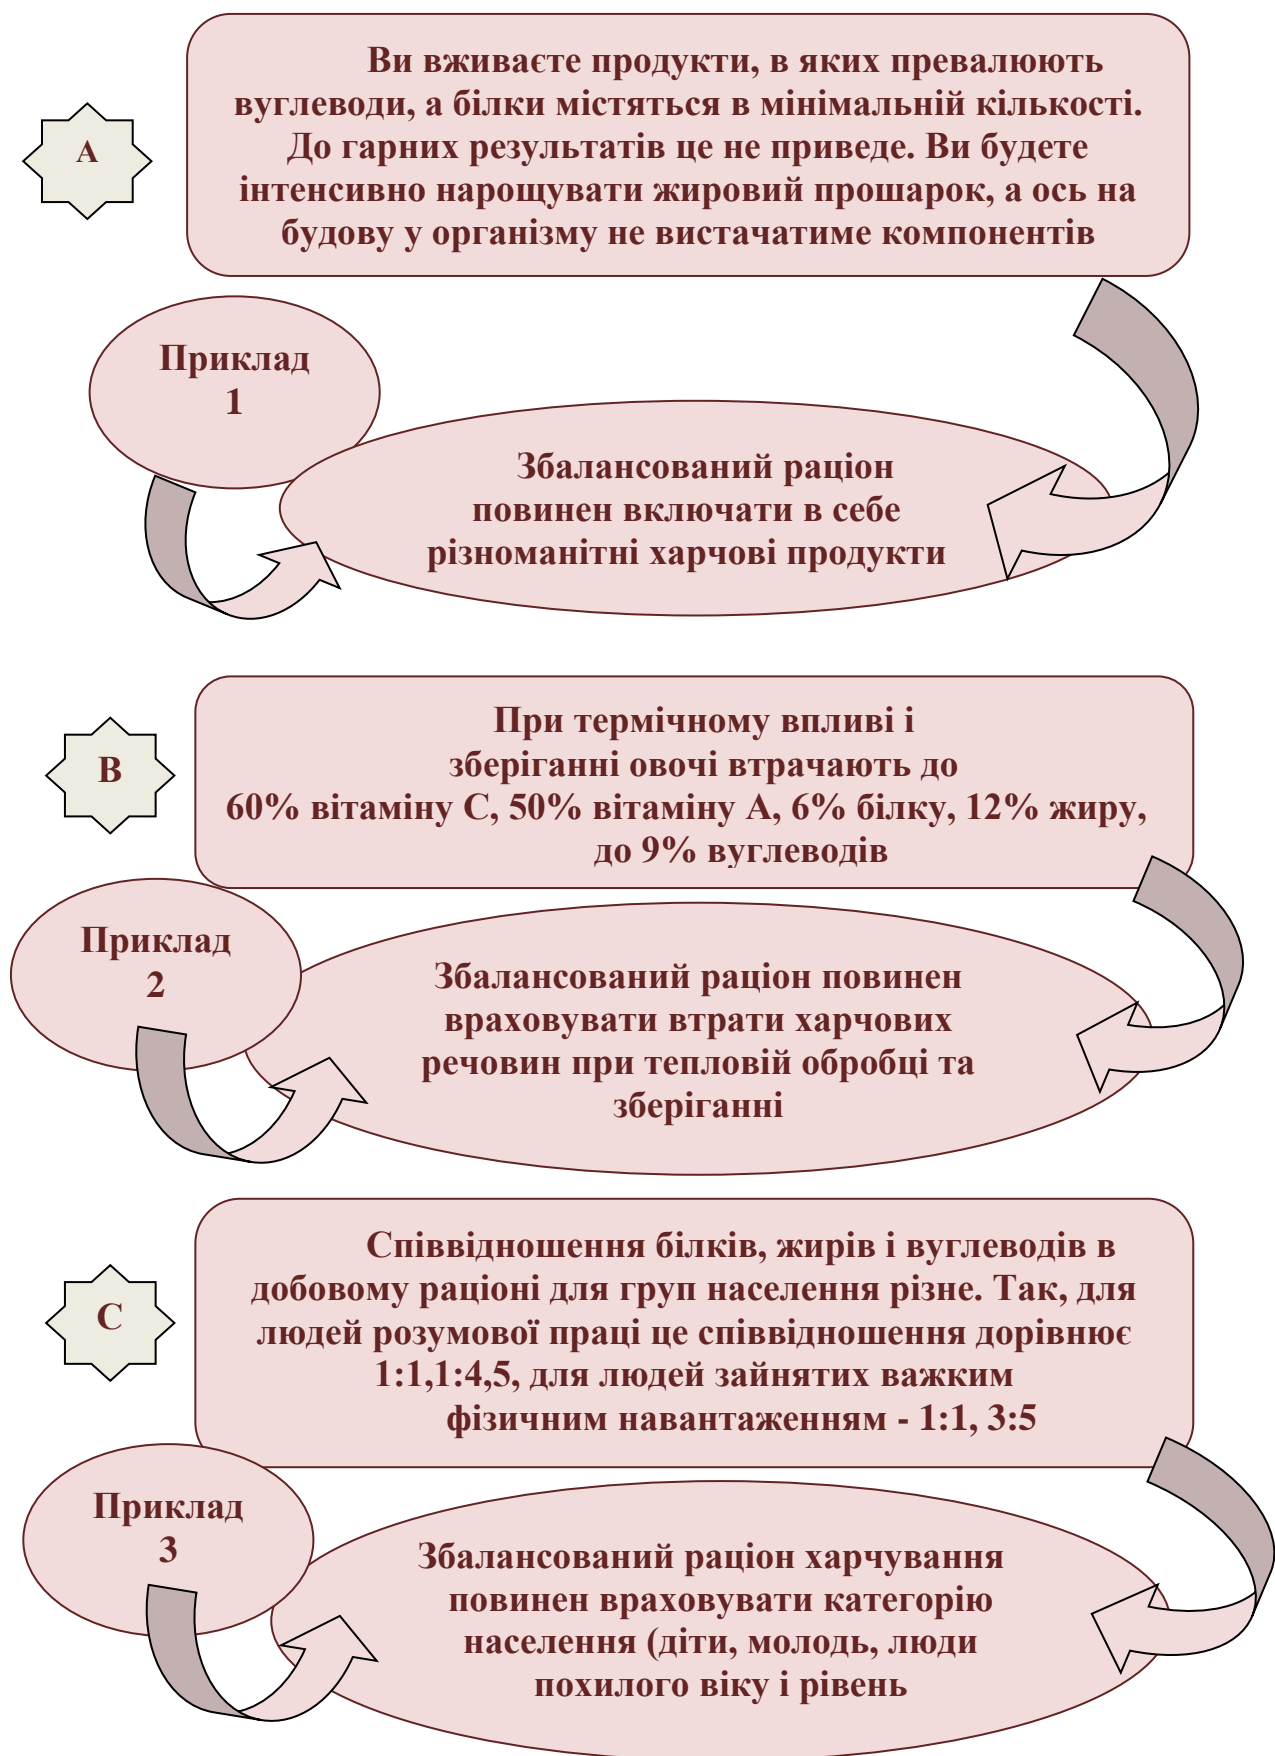 Ви вживаєте продукти, в яких превалюють
вуглеводи, а білки містяться в мінімальній кількості.
До гарних результатів це не приведе. Ви будете
інтенсивно нарощувати жировий прошарок, а ось на
будову у організму не вистачатиме компонентів
А
Приклад
1
Збалансований раціон
повинен включати в себе
різноманітні харчові продукти
При термічному впливі і
зберіганні овочі втрачають до
60% вітаміну С, 50% вітаміну А, 6% білку, 12% жиру,
до 9% вуглеводів
В
Приклад
2
Збалансований раціон повинен
враховувати втрати харчових
речовин при тепловій обробці та
зберіганні
Співвідношення білків, жирів і вуглеводів в
добовому раціоні для груп населення різне. Так, для
людей розумової праці це співвідношення дорівнює
1:1,1:4,5, для людей зайнятих важким
фізичним навантаженням - 1:1, 3:5
С
Приклад
3
Збалансований раціон харчування
повинен враховувати категорію
населення (діти, молодь, люди
похилого віку і рівень